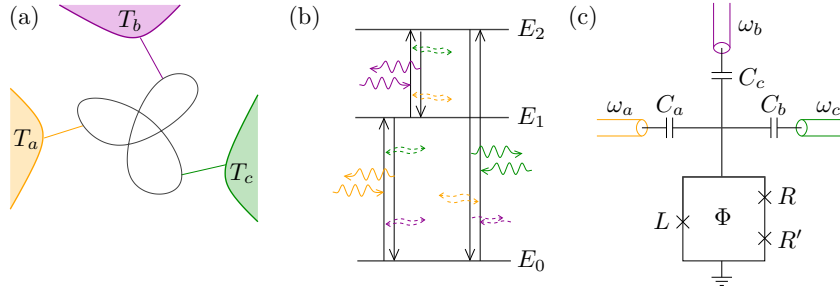 (a)
T_b
T_a
T_c
(b)
E_2
E_1
E_0
(c)
ω_b
C_c
ω_a
C_a
C_b
ω_c
L
Φ
R
R′